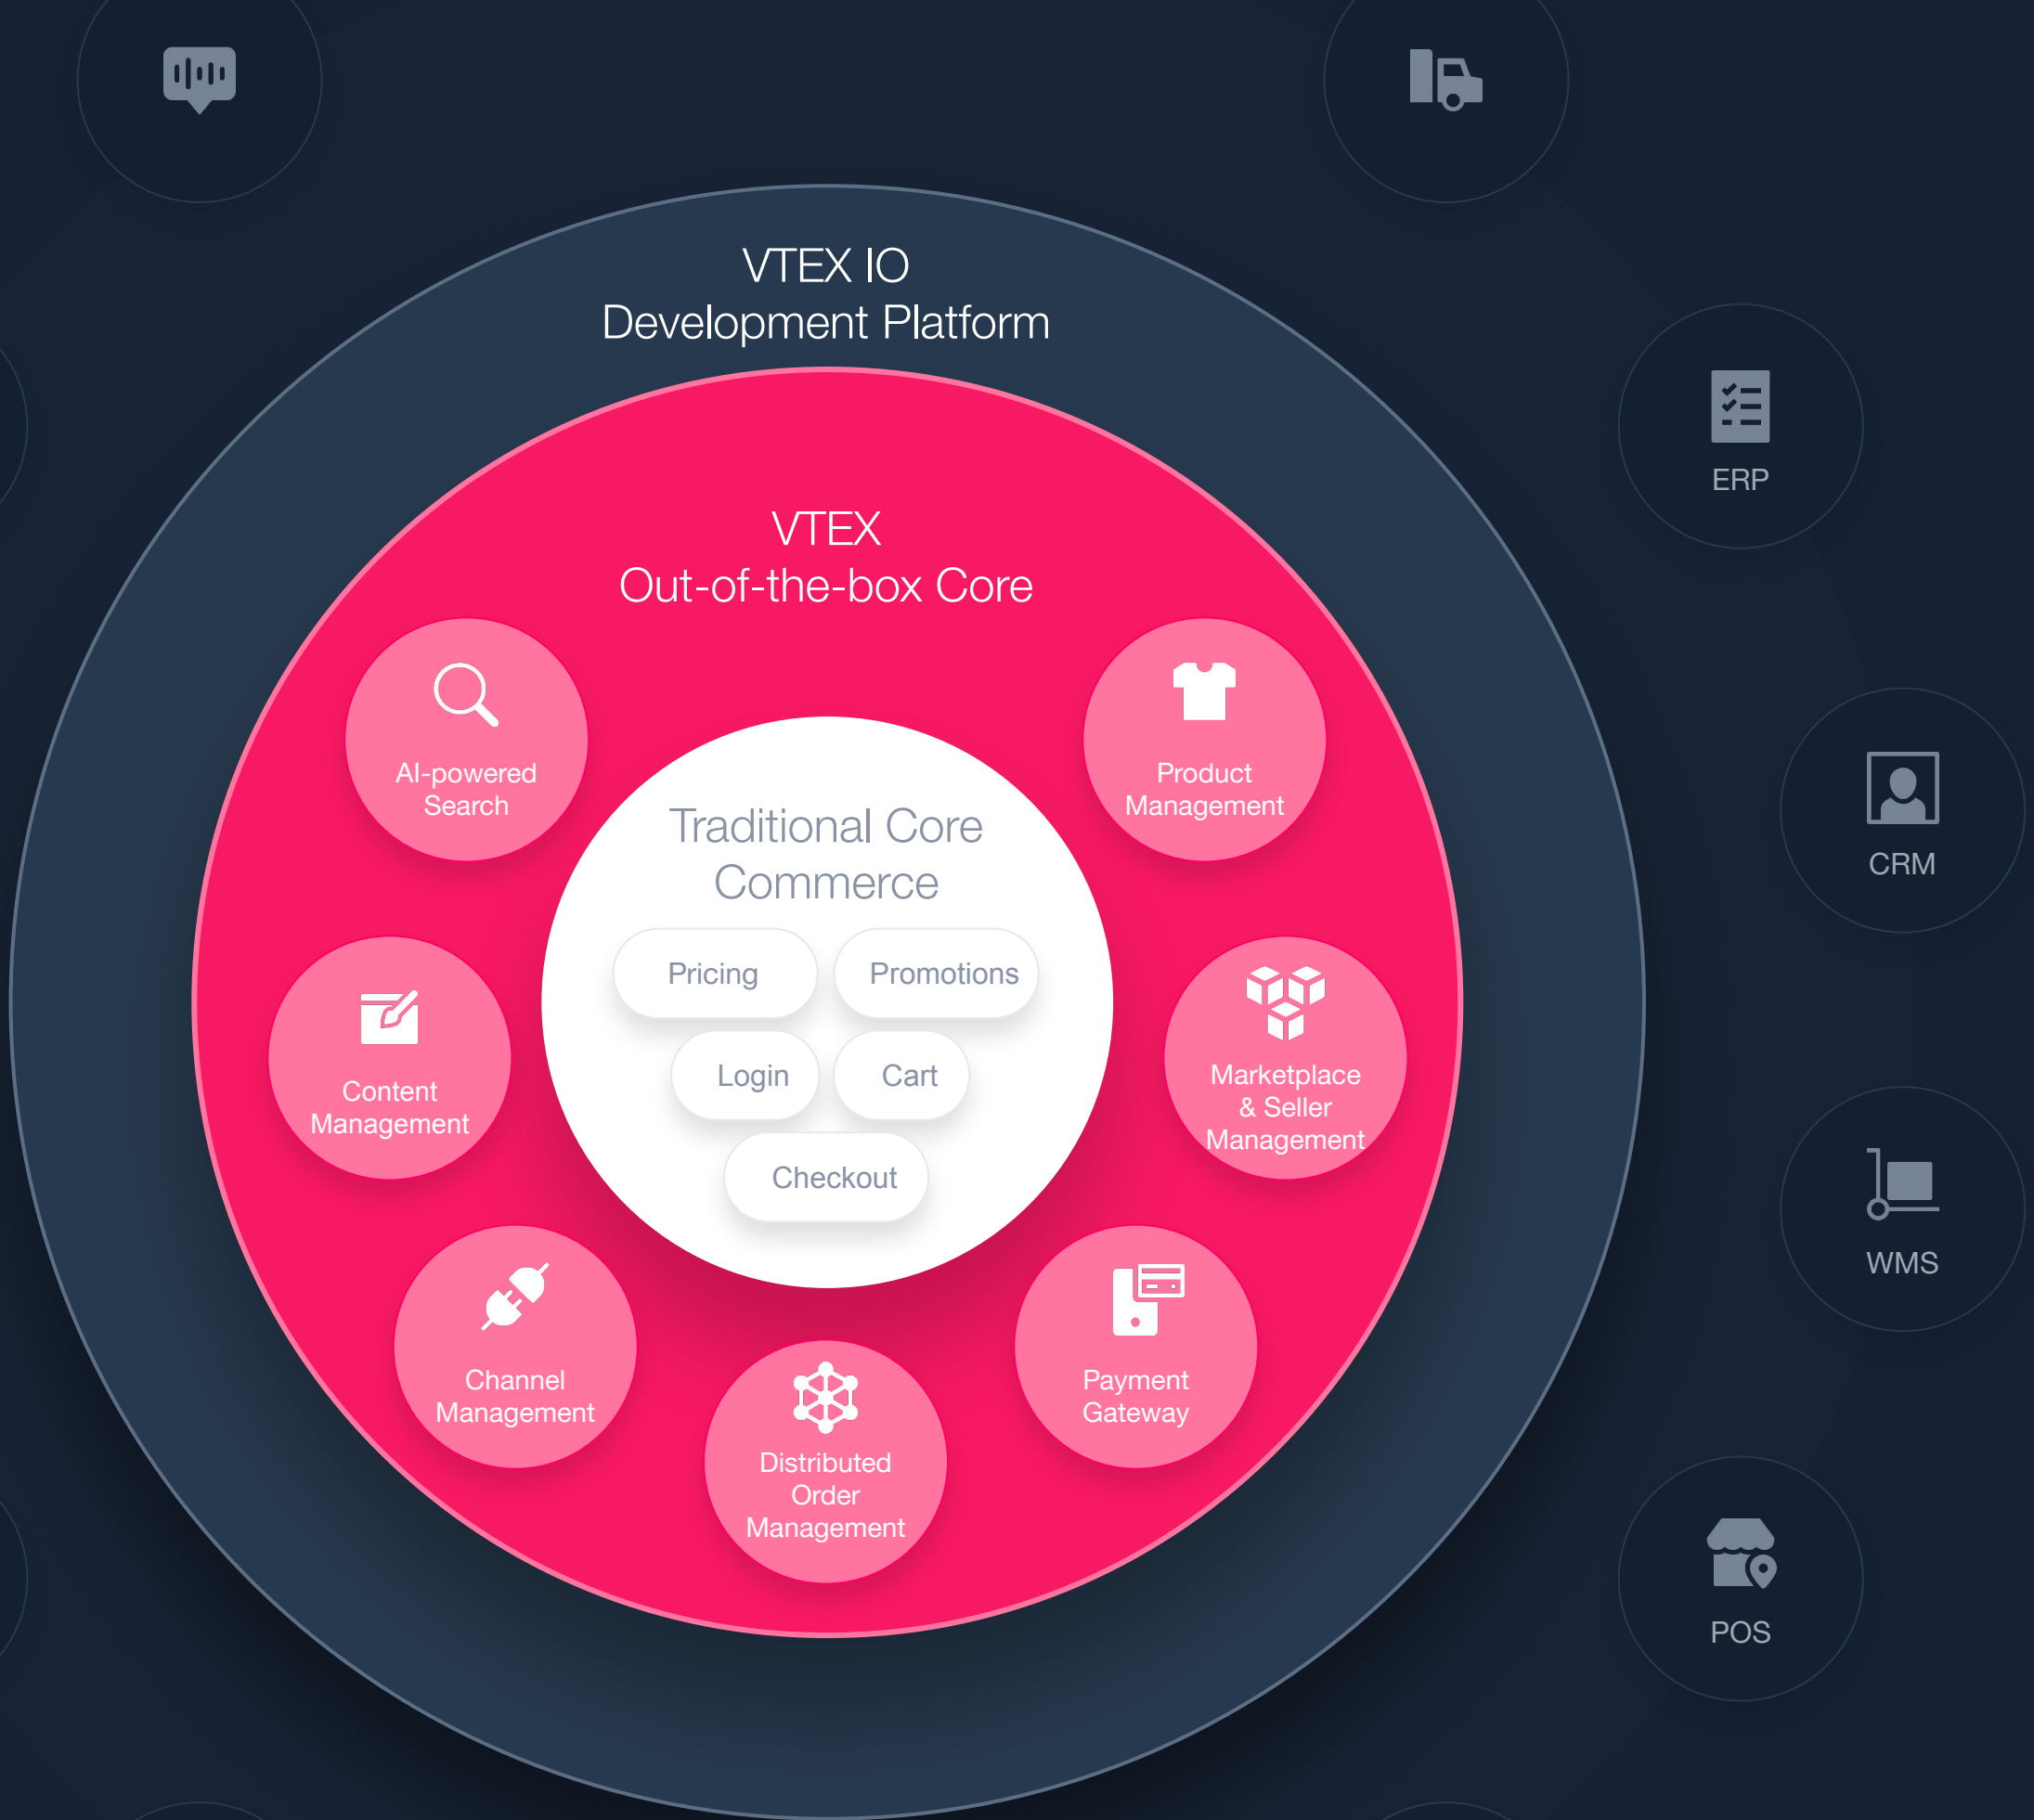 VTEX IO
Development Platform
VTEX
Out-of-the-box Core
AI-powered
Search
Product
Management
Traditional Core
Commerce
Pricing
Promotions
Login
Cart
Checkout
Content
Management
Marketplace
& Seller
Management
Channel
Management
Payment
Gateway
Distributed
Order
Management
ERP
CRM
WMS
POS